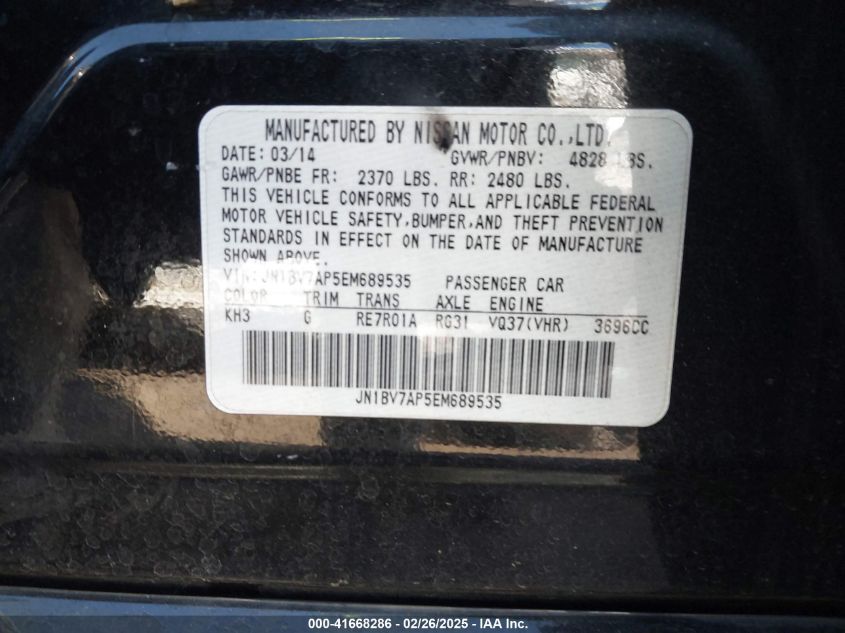 MANUFACTURED BY NISSAN MOTOR CO.,LTD.
DATE: 03/14 GVWR/PNBV: 4828 LBS.
GAWR/PNBE FR: 2370 LBS. RR: 2480 LBS.
THIS VEHICLE CONFORMS TO ALL APPLICABLE FEDERAL
MOTOR VEHICLE SAFETY,BUMPER,AND THEFT PREVENTION
STANDARDS IN EFFECT ON THE DATE OF MANUFACTURE
SHOWN ABOVE.
VIN:JN1BV7AP5EM689535 PASSENGER CAR
COLOR TRIM TRANS AXLE ENGINE
KH3 G RE7R01A RG31 VQ37(VHR) 3696CC
JN1BV7AP5EM689535
000-41668286 - 02/26/2025 - IAA Inc.